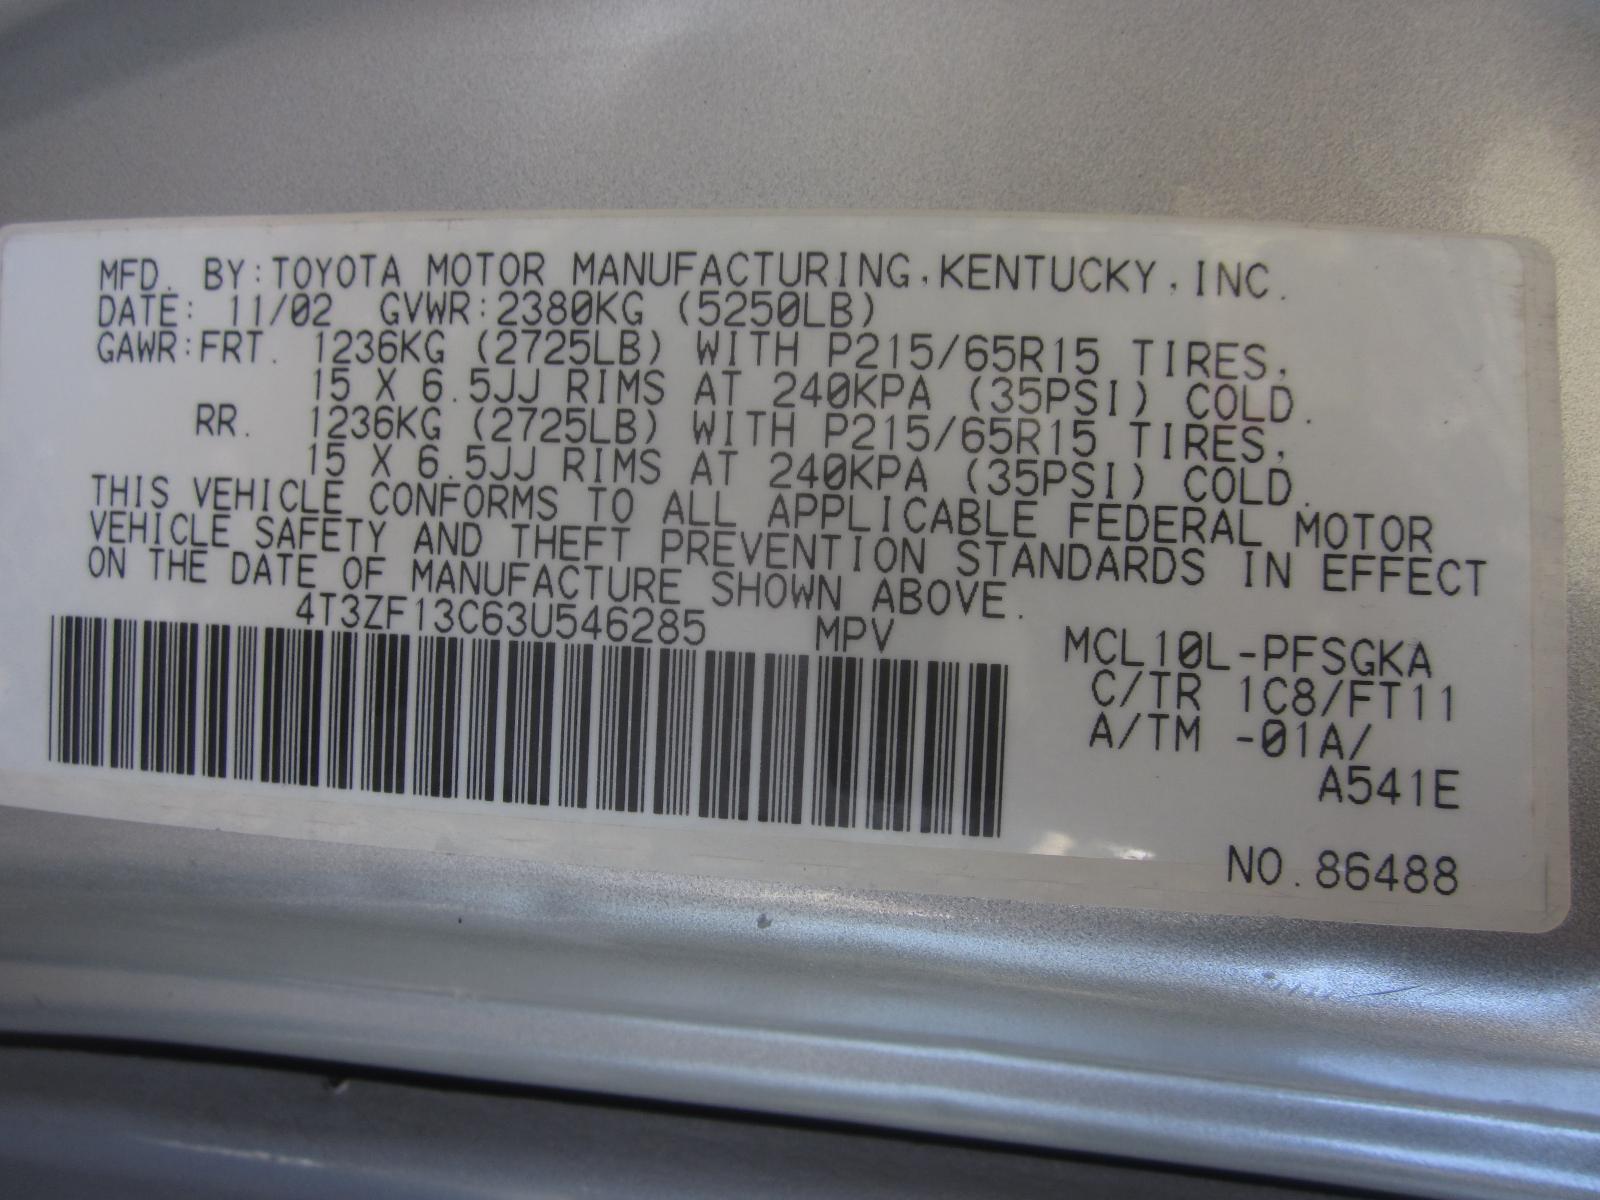 MFD. BY:TOYOTA MOTOR MANUFACTURING,KENTUCKY,INC.
DATE: 11/02 GVWR:2380KG (5250LB)
GAWR:FRT. 1236KG (2725LB) WITH P215/65R15 TIRES,
15 X 6.5JJ RIMS AT 240KPA (35PSI) COLD.
RR. 1236KG (2725LB) WITH P215/65R15 TIRES,
15 X 6.5JJ RIMS AT 240KPA (35PSI) COLD.
THIS VEHICLE CONFORMS TO ALL APPLICABLE FEDERAL MOTOR
VEHICLE SAFETY AND THEFT PREVENTION STANDARDS IN EFFECT
ON THE DATE OF MANUFACTURE SHOWN ABOVE.
4T3ZF13C63U546285 MPV
MCL10L-PFSGKA
C/TR 1C8/FT11
A/TM -01A/
A541E
NO.86488